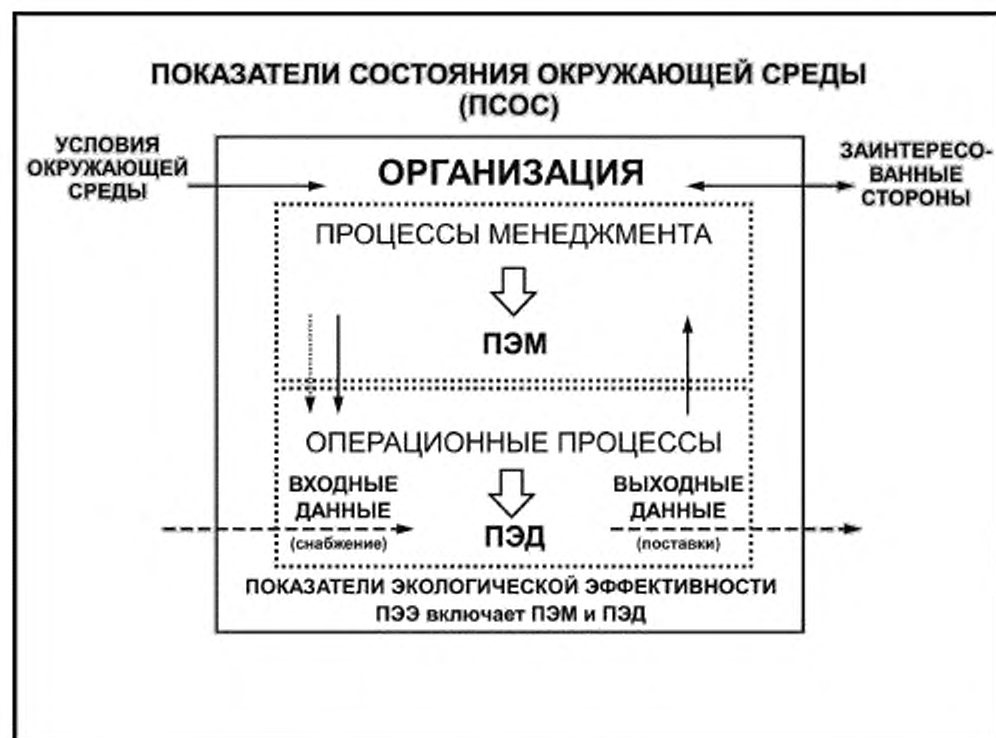 ПОКАЗАТЕЛИ СОСТОЯНИЯ ОКРУЖАЮЩЕЙ СРЕДЫ
(ПСОС)
УСЛОВИЯ
ОКРУЖАЮЩЕЙ
СРЕДЫ
ОРГАНИЗАЦИЯ
ЗАИНТЕРЕСО-
ВАННЫЕ
СТОРОНЫ
ПРОЦЕССЫ МЕНЕДЖМЕНТА
ПЭМ
ОПЕРАЦИОННЫЕ ПРОЦЕССЫ
ВХОДНЫЕ
ДАННЫЕ
(снабжение)
ПЭД
ВЫХОДНЫЕ
ДАННЫЕ
(поставки)
ПОКАЗАТЕЛИ ЭКОЛОГИЧЕСКОЙ ЭФФЕКТИВНОСТИ
ПЭЭ включает ПЭМ и ПЭД